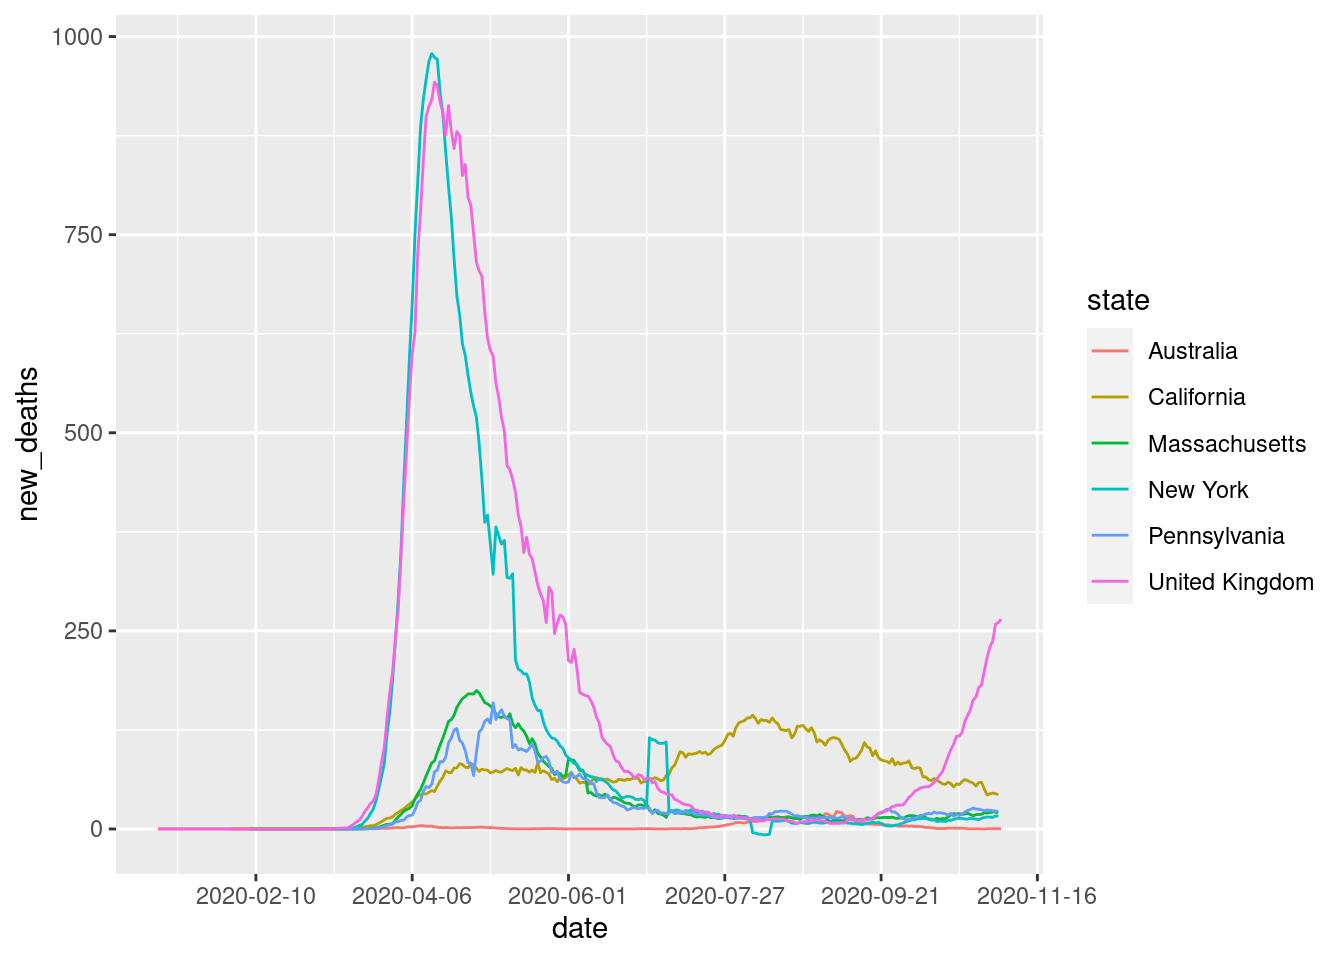 1000
750
500
250
0
new_deaths
2020-02-10 2020-04-06 2020-06-01 2020-07-27 2020-09-21 2020-11-16
date
state
Australia
California
Massachusetts
New York
Pennsylvania
United Kingdom